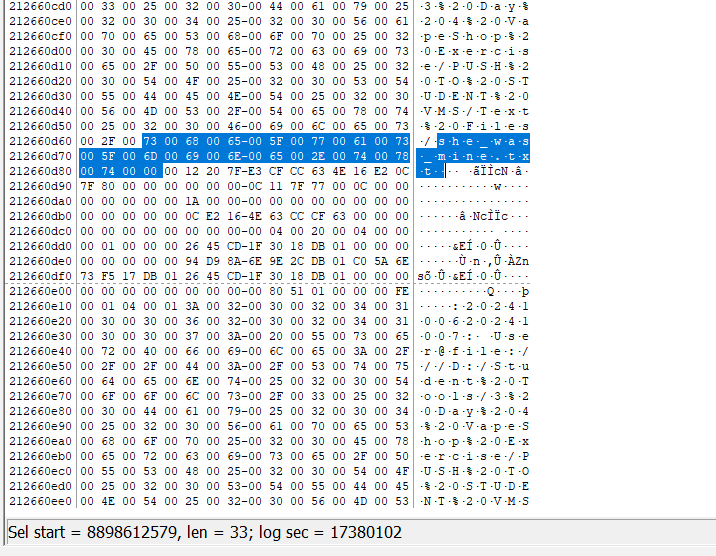 212660cd0 00 33 00 25 00 32 00 30-00 44 00 61 00 79 00 25 ·3·%·2·0·D·a·y·%
212660ce0 00 32 00 30 00 34 00 25-00 32 00 30 00 56 00 61 ·2·0·4·%·2·0·V·a
212660cf0 00 70 00 65 00 53 00 68-00 6F 00 70 00 25 00 32 ·p·e·S·h·o·p·%·2
212660d00 00 30 00 45 00 78 00 65-00 72 00 63 00 69 00 73 ·0·E·x·e·r·c·i·s
212660d10 00 65 00 2F 00 50 00 55-00 53 00 48 00 25 00 32 ·e·/·P·U·S·H·%·2
212660d20 00 30 00 54 00 4F 00 25-00 32 00 30 00 53 00 54 ·0·T·O·%·2·0·S·T
212660d30 00 55 00 44 00 45 00 4E-00 54 00 25 00 32 00 30 ·U·D·E·N·T·%·2·0
212660d40 00 56 00 4D 00 53 00 2F-00 54 00 65 00 78 00 74 ·V·M·S·/·T·e·x·t
212660d50 00 25 00 32 00 30 00 46-00 69 00 6C 00 65 00 73 ·%·2·0·F·i·l·e·s
212660d60 00 2F 00 73 00 68 00 65-00 5F 00 77 00 61 00 73 ·/·s·h·e·_·w·a·s
212660d70 00 5F 00 6D 00 69 00 6E-00 65 00 2E 00 74 00 78 ·_·m·i·n·e·.·t·x
212660d80 00 74 00 00 00 12 20 7F-E3 CF CC 63 4E 16 E2 0C ·t···· ·ãÏÌcN·â·
212660d90 7F 80 00 00 00 00 00 00-0C 11 7F 77 00 0C 00 00 ···········w····
212660da0 00 00 00 00 1A 00 00 00-00 00 00 00 00 00 00 00 ················
212660db0 00 00 00 00 00 0C E2 16-4E 63 CC CF 63 00 00 00 ······â·NcÌÏc···
212660dc0 00 00 00 00 00 00 00 00-00 04 00 20 00 04 00 00 ··········· ····
212660dd0 00 01 00 00 00 26 45 CD-1F 30 18 DB 01 00 00 00 ·····&EÍ·0·Û····
212660de0 00 00 00 00 00 94 D9 8A-6E 9E 2C DB 01 C0 5A 6E ······Ù·n·,Û·ÀZn
212660df0 73 F5 17 DB 01 26 45 CD-1F 30 18 DB 01 00 00 00 sõ·Û·&EÍ·0·Û····
212660e00 00 00 00 00 00 00 00 00-00 80 51 01 00 00 00 FE ··········Q····þ
212660e10 00 01 04 00 01 3A 00 32-00 30 00 32 00 34 00 31 ·····:·2·0·2·4·1
212660e20 00 30 00 30 00 36 00 32-00 30 00 32 00 34 00 31 ·0·0·6·2·0·2·4·1
212660e30 00 30 00 30 00 37 00 3A-00 20 00 55 00 73 00 65 ·0·0·7·:· ·U·s·e
212660e40 00 72 00 40 00 66 00 69-00 6C 00 65 00 3A 00 2F ·r·@·f·i·l·e·:·/
212660e50 00 2F 00 2F 00 44 00 3A-00 2F 00 53 00 74 00 75 ·/·/·D·:·/·S·t·u
212660e60 00 64 00 65 00 6E 00 74-00 25 00 32 00 30 00 54 ·d·e·n·t·%·2·0·T
212660e70 00 6F 00 6F 00 6C 00 73-00 2F 00 33 00 25 00 32 ·o·o·l·s·/·3·%·2
212660e80 00 30 00 44 00 61 00 79-00 25 00 32 00 30 00 34 ·0·D·a·y·%·2·0·4
212660e90 00 25 00 32 00 30 00 56-00 61 00 70 00 65 00 53 ·%·2·0·V·a·p·e·S
212660ea0 00 68 00 6F 00 70 00 25-00 32 00 30 00 45 00 78 ·h·o·p·%·2·0·E·x
212660eb0 00 65 00 72 00 63 00 69-00 73 00 65 00 2F 00 50 ·e·r·c·i·s·e·/·P
212660ec0 00 55 00 53 00 48 00 25-00 32 00 30 00 54 00 4F ·U·S·H·%·2·0·T·O
212660ed0 00 25 00 32 00 30 00 53-00 54 00 55 00 44 00 45 ·%·2·0·S·T·U·D·E
212660ee0 00 4E 00 54 00 25 00 32-00 30 00 56 00 4D 00 53 ·N·T·%·2·0·V·M·S
Sel start = 8898612579, len = 33; log sec = 17380102